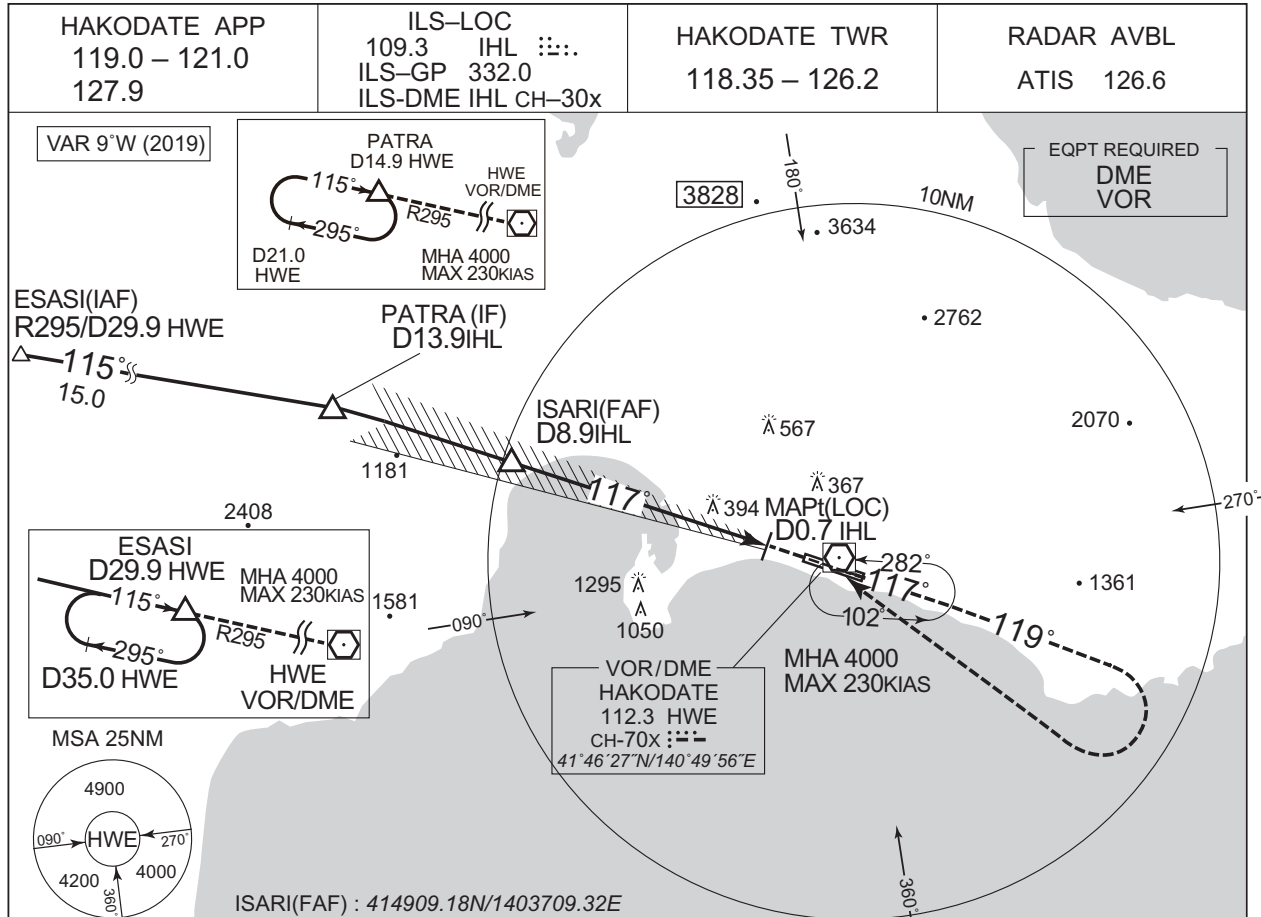 HAKODATE APP
119.0 – 121.0
127.9
ILS–LOC
109.3 IHL
ILS–GP 332.0
ILS-DME IHL CH–30x
HAKODATE TWR
118.35 – 126.2
RADAR AVBL
ATIS 126.6
VAR 9°W (2019)
PATRA
D14.9 HWE
HWE
VOR/DME
115°
R295
295°
D21.0
HWE
MHA 4000
MAX 230KIAS
180°
3828
10NM
3634
EQPT REQUIRED
DME
VOR
ESASI(IAF)
R295/D29.9 HWE
115°
15.0
PATRA (IF)
D13.9IHL
2762
ISARI(FAF)
D8.9IHL
567
2070
1181
117°
394
367
MAPt(LOC)
D0.7 IHL
270°
2408
ESASI
D29.9 HWE
MHA 4000
MAX 230KIAS
115°
R295
295°
D35.0 HWE
HWE
VOR/DME
1581
090°
1295
1050
282°
117°
102°
119°
1361
MHA 4000
MAX 230KIAS
VOR/DME
HAKODATE
112.3 HWE
CH-70X
41°46´27˝N/140°49´56˝E
MSA 25NM
4900
090°
HWE
270°
4200
4000
360°
360°
ISARI(FAF) : 414909.18N/1403709.32E